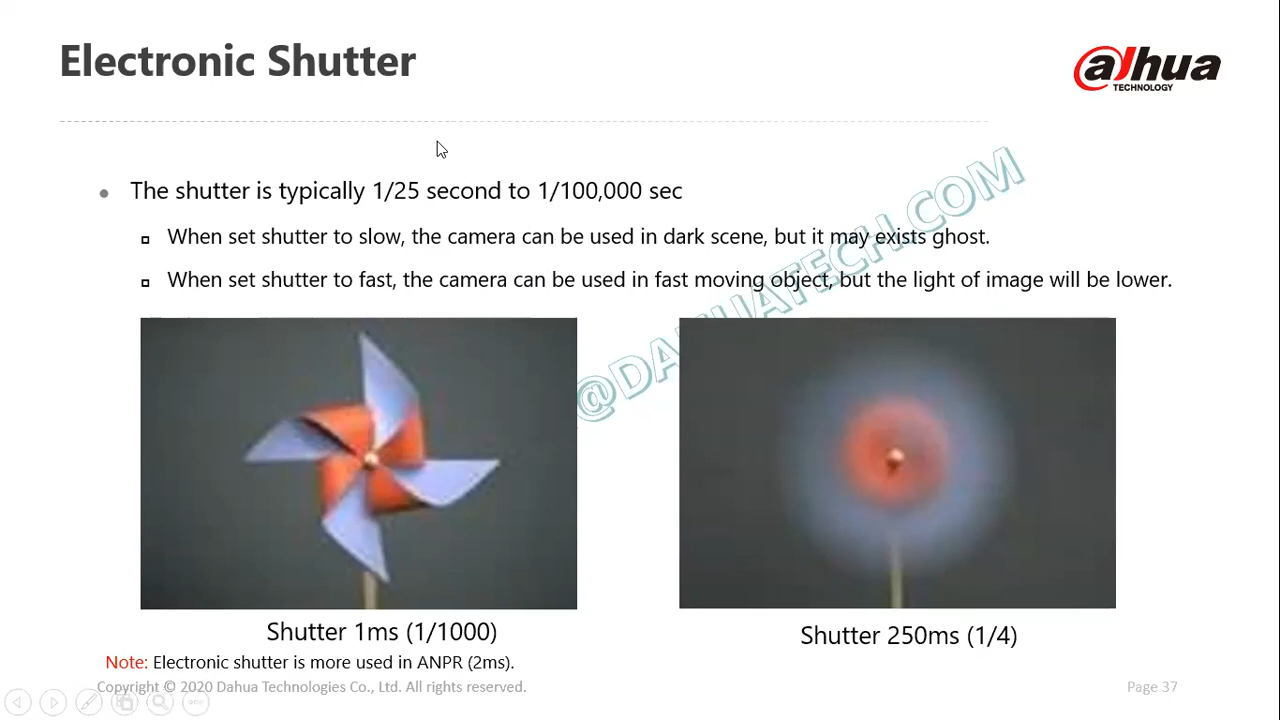 Electronic Shutter
alhua
TECHNOLOGY
The shutter is typically 1/25 second to 1/100,000 sec
When set shutter to slow, the camera can be used in dark scene, but it may exists ghost.
When set shutter to fast, the camera can be used in fast moving object, but the light of image will be lower.
@DAHUATECH.COM
Shutter 1ms (1/1000)
Shutter 250ms (1/4)
Note: Electronic shutter is more used in ANPR (2ms).
Copyright © 2020 Dahua Technologies Co., Ltd. All rights reserved.
Page 37